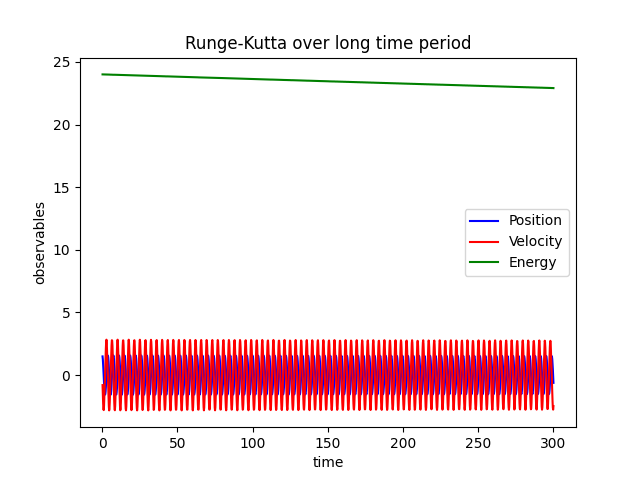 Runge-Kutta over long time period
25
20
15
10
5
0
observables
Position
Velocity
Energy
0 50 100 150 200 250 300
time